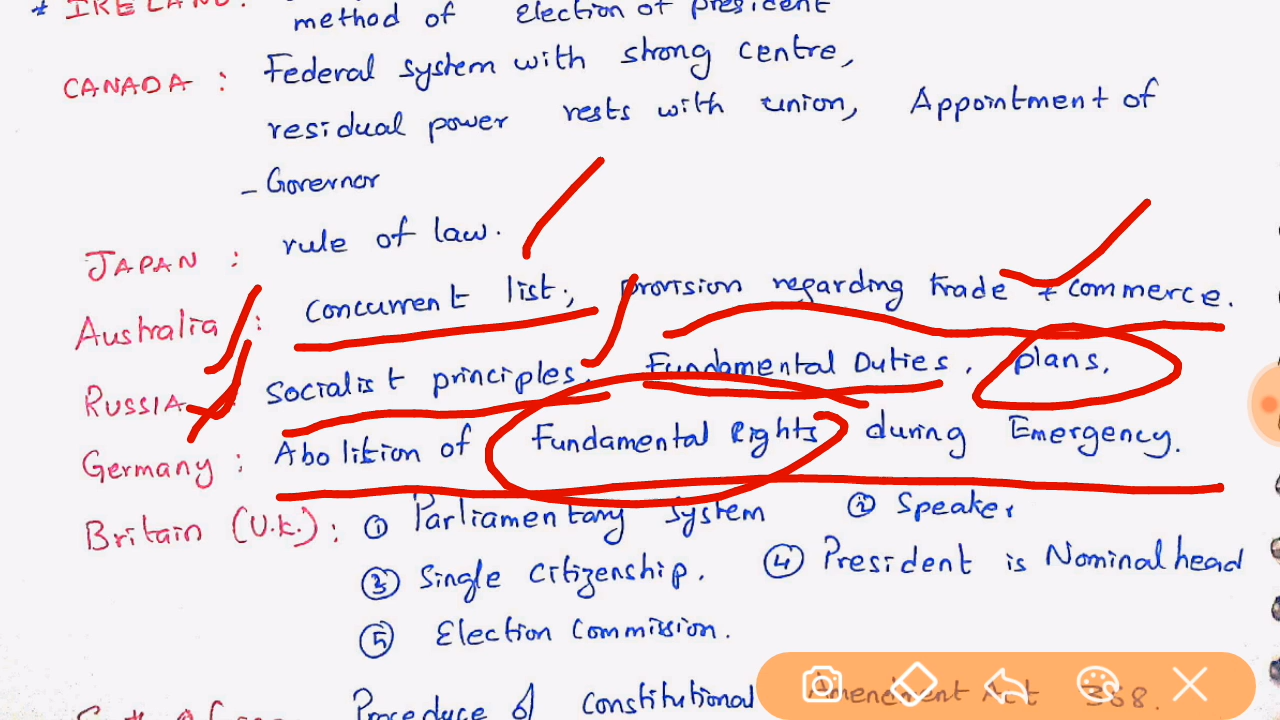 * IRELAND:
method of election of president
CANADA : Federal system with strong centre,
residual power rests with union, Appointment of
- Governor
JAPAN : rule of law.
Australia : Concurrent list; provision regarding trade + commerce.
RUSSIA : Socialist principles, Fundamental Duties, plans,
Germany : Abolition of Fundamental Rights during Emergency.
Britain (U.K.) : ① Parliamentary System ② Speaker
③ Single citizenship. ④ President is Nominal head
⑤ Election Commission.
Procedure of constitutional Amendment Act 368.